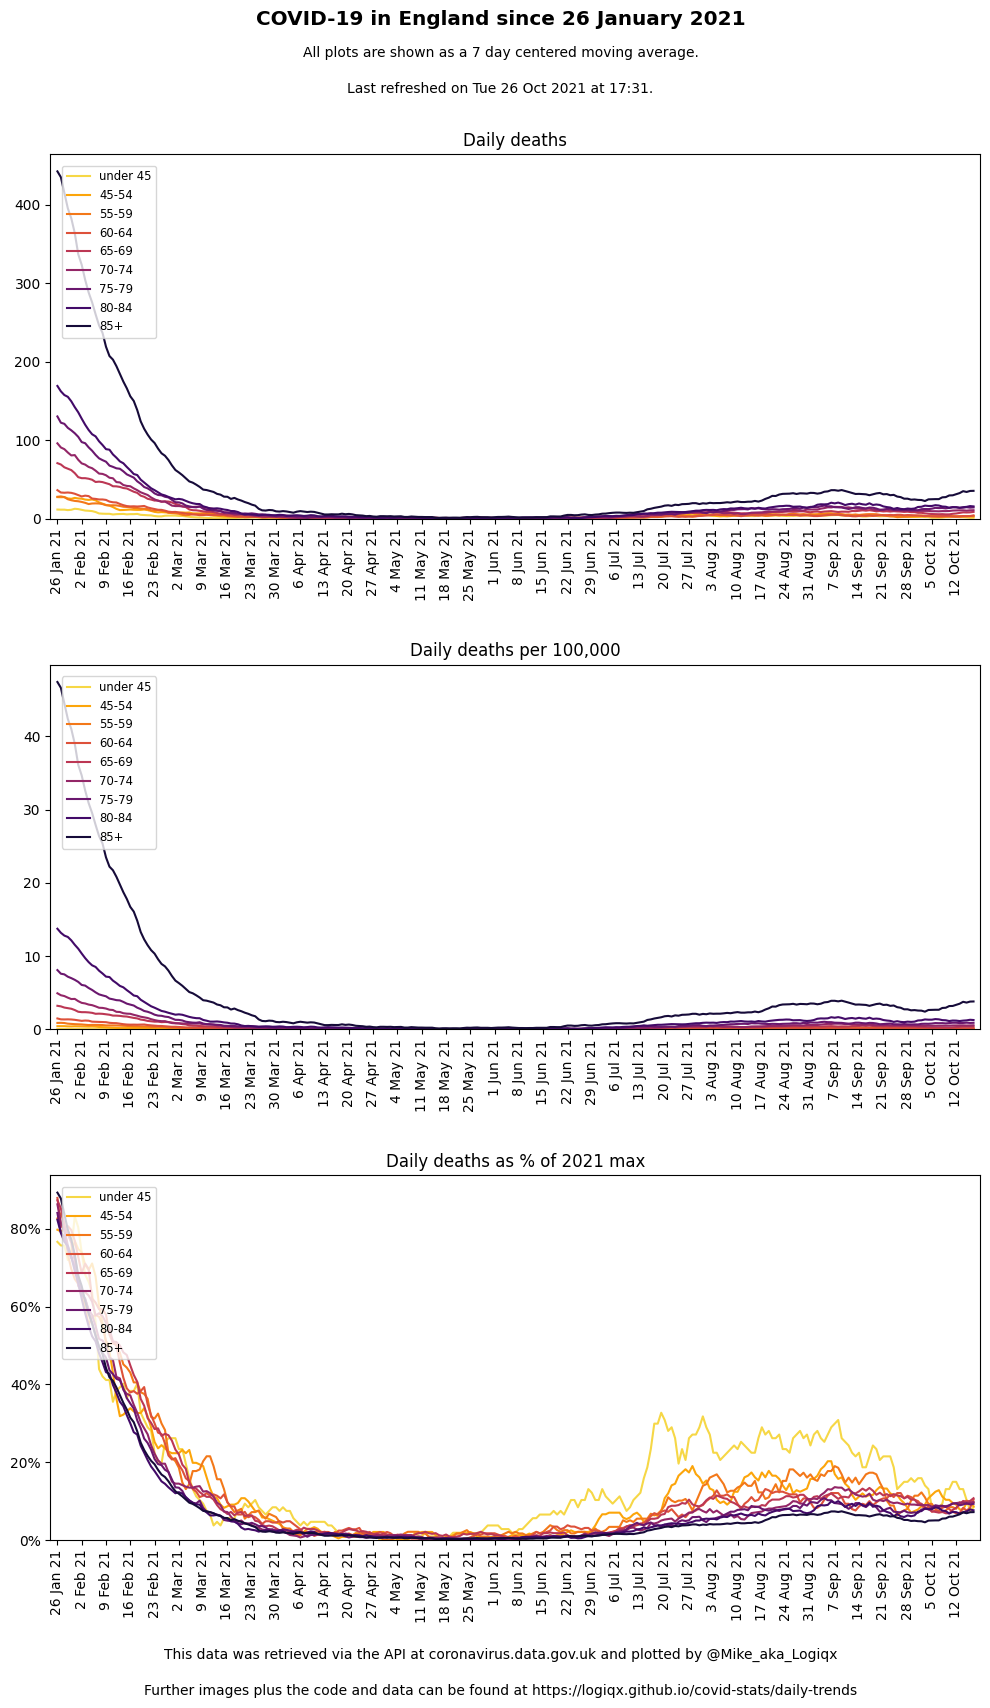 COVID-19 in England since 26 January 2021
All plots are shown as a 7 day centered moving average.
Last refreshed on Tue 26 Oct 2021 at 17:31.
Daily deaths
under 45
45-54
55-59
60-64
65-69
70-74
75-79
80-84
85+
400
300
200
100
0
26 Jan 21
2 Feb 21
9 Feb 21
16 Feb 21
23 Feb 21
2 Mar 21
9 Mar 21
16 Mar 21
23 Mar 21
30 Mar 21
6 Apr 21
13 Apr 21
20 Apr 21
27 Apr 21
4 May 21
11 May 21
18 May 21
25 May 21
1 Jun 21
8 Jun 21
15 Jun 21
22 Jun 21
29 Jun 21
6 Jul 21
13 Jul 21
20 Jul 21
27 Jul 21
3 Aug 21
10 Aug 21
17 Aug 21
24 Aug 21
31 Aug 21
7 Sep 21
14 Sep 21
21 Sep 21
28 Sep 21
5 Oct 21
12 Oct 21
Daily deaths per 100,000
under 45
45-54
55-59
60-64
65-69
70-74
75-79
80-84
85+
40
30
20
10
0
26 Jan 21
2 Feb 21
9 Feb 21
16 Feb 21
23 Feb 21
2 Mar 21
9 Mar 21
16 Mar 21
23 Mar 21
30 Mar 21
6 Apr 21
13 Apr 21
20 Apr 21
27 Apr 21
4 May 21
11 May 21
18 May 21
25 May 21
1 Jun 21
8 Jun 21
15 Jun 21
22 Jun 21
29 Jun 21
6 Jul 21
13 Jul 21
20 Jul 21
27 Jul 21
3 Aug 21
10 Aug 21
17 Aug 21
24 Aug 21
31 Aug 21
7 Sep 21
14 Sep 21
21 Sep 21
28 Sep 21
5 Oct 21
12 Oct 21
Daily deaths as % of 2021 max
under 45
45-54
55-59
60-64
65-69
70-74
75-79
80-84
85+
80%
60%
40%
20%
0%
26 Jan 21
2 Feb 21
9 Feb 21
16 Feb 21
23 Feb 21
2 Mar 21
9 Mar 21
16 Mar 21
23 Mar 21
30 Mar 21
6 Apr 21
13 Apr 21
20 Apr 21
27 Apr 21
4 May 21
11 May 21
18 May 21
25 May 21
1 Jun 21
8 Jun 21
15 Jun 21
22 Jun 21
29 Jun 21
6 Jul 21
13 Jul 21
20 Jul 21
27 Jul 21
3 Aug 21
10 Aug 21
17 Aug 21
24 Aug 21
31 Aug 21
7 Sep 21
14 Sep 21
21 Sep 21
28 Sep 21
5 Oct 21
12 Oct 21
This data was retrieved via the API at coronavirus.data.gov.uk and plotted by @Mike_aka_Logiqx
Further images plus the code and data can be found at https://logiqx.github.io/covid-stats/daily-trends